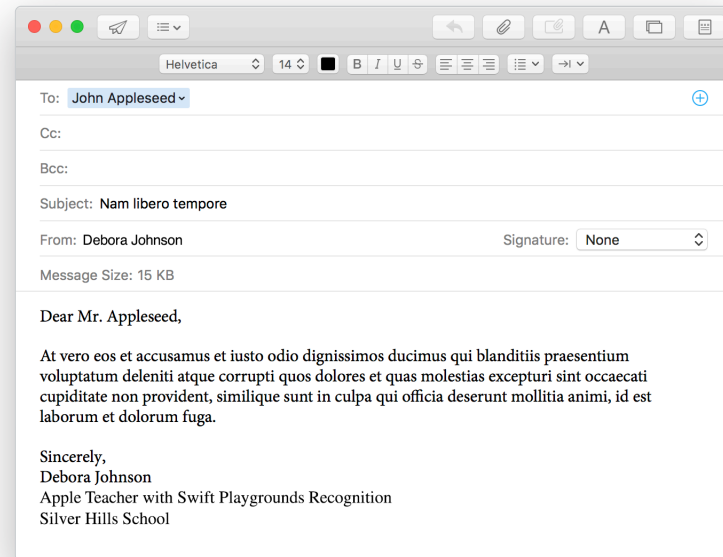 Helvetica 14 B I U S
To: John Appleseed
Cc:
Bcc:
Subject: Nam libero tempore
From: Debora Johnson Signature: None
Message Size: 15 KB
Dear Mr. Appleseed,
At vero eos et accusamus et iusto odio dignissimos ducimus qui blanditiis praesentium
voluptatum deleniti atque corrupti quos dolores et quas molestias excepturi sint occaecati
cupiditate non provident, similique sunt in culpa qui officia deserunt mollitia animi, id est
laborum et dolorum fuga.
Sincerely,
Debora Johnson
Apple Teacher with Swift Playgrounds Recognition
Silver Hills School